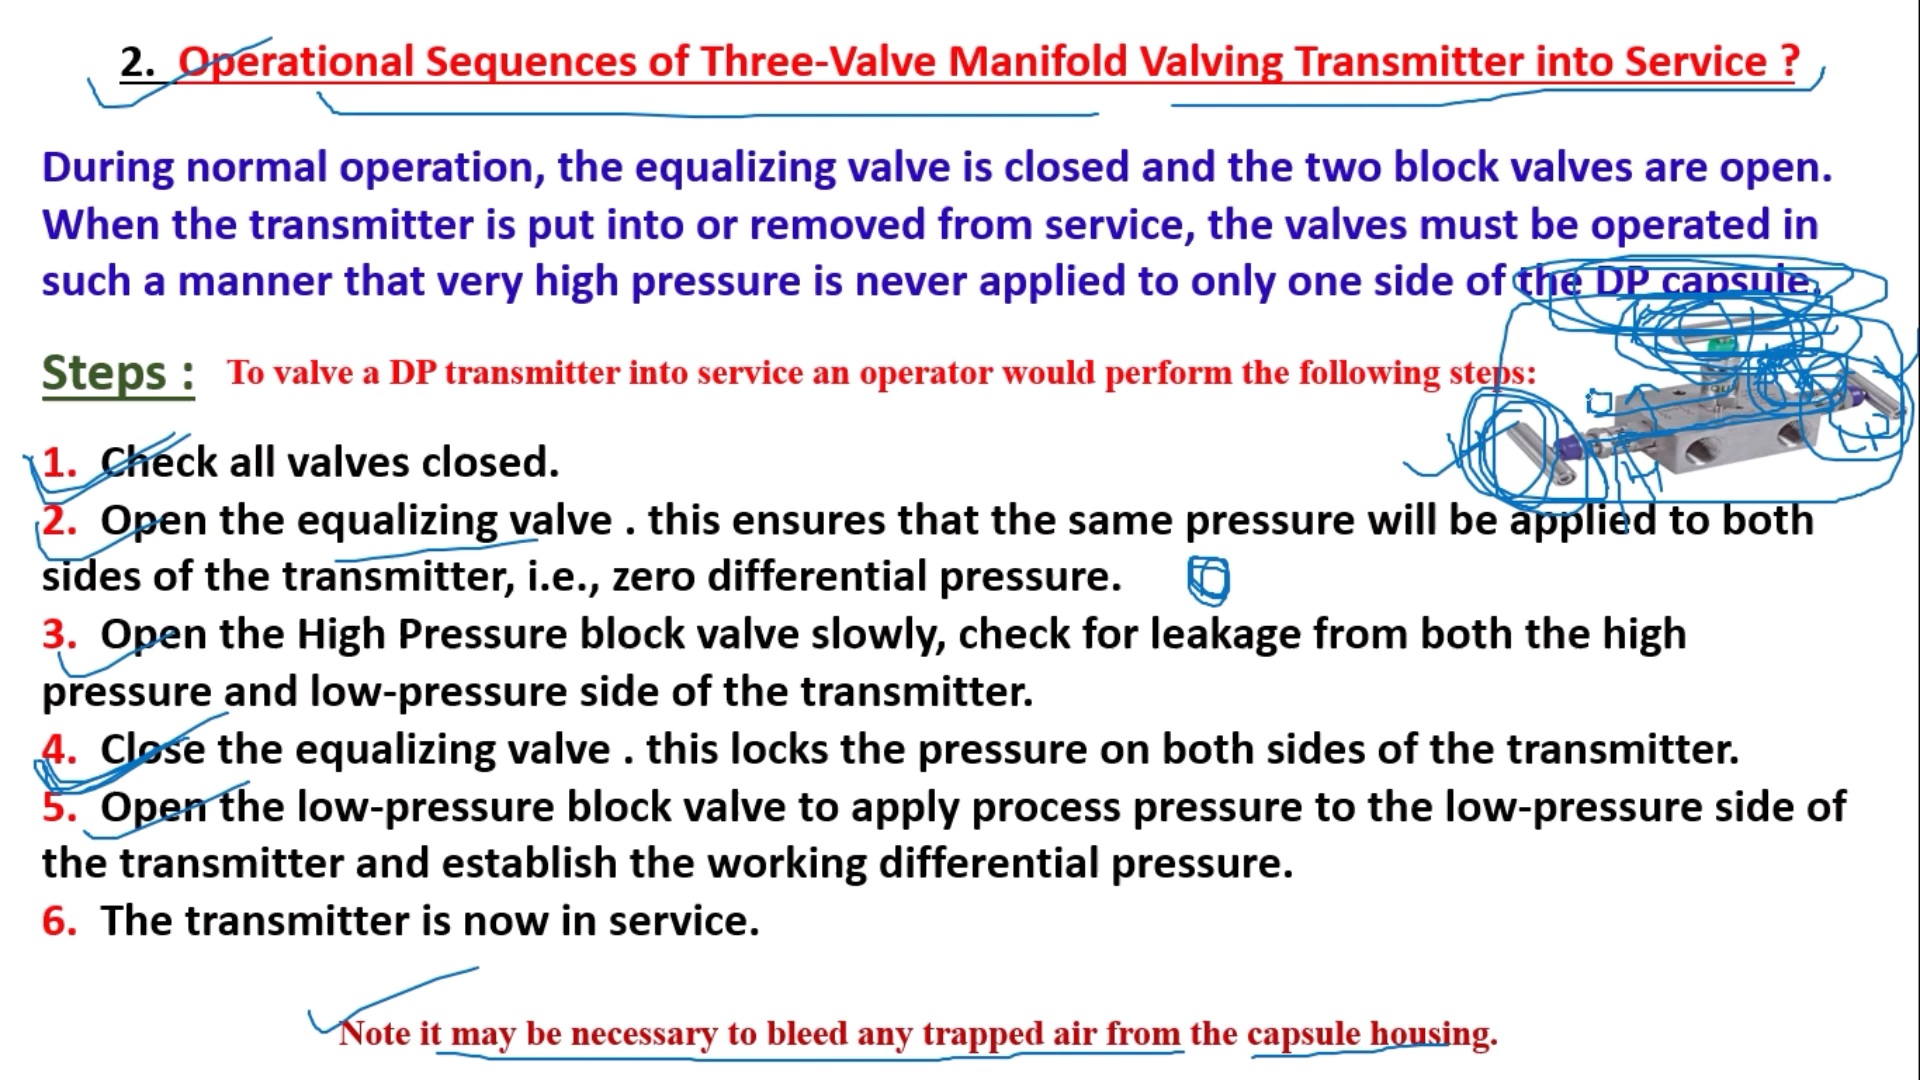 2. Operational Sequences of Three-Valve Manifold Valving Transmitter into Service ?
During normal operation, the equalizing valve is closed and the two block valves are open.
When the transmitter is put into or removed from service, the valves must be operated in
such a manner that very high pressure is never applied to only one side of the DP capsule.
Steps : To valve a DP transmitter into service an operator would perform the following steps:
1. Check all valves closed.
2. Open the equalizing valve . this ensures that the same pressure will be applied to both
sides of the transmitter, i.e., zero differential pressure.
3. Open the High Pressure block valve slowly, check for leakage from both the high
pressure and low-pressure side of the transmitter.
4. Close the equalizing valve . this locks the pressure on both sides of the transmitter.
5. Open the low-pressure block valve to apply process pressure to the low-pressure side of
the transmitter and establish the working differential pressure.
6. The transmitter is now in service.
Note it may be necessary to bleed any trapped air from the capsule housing.